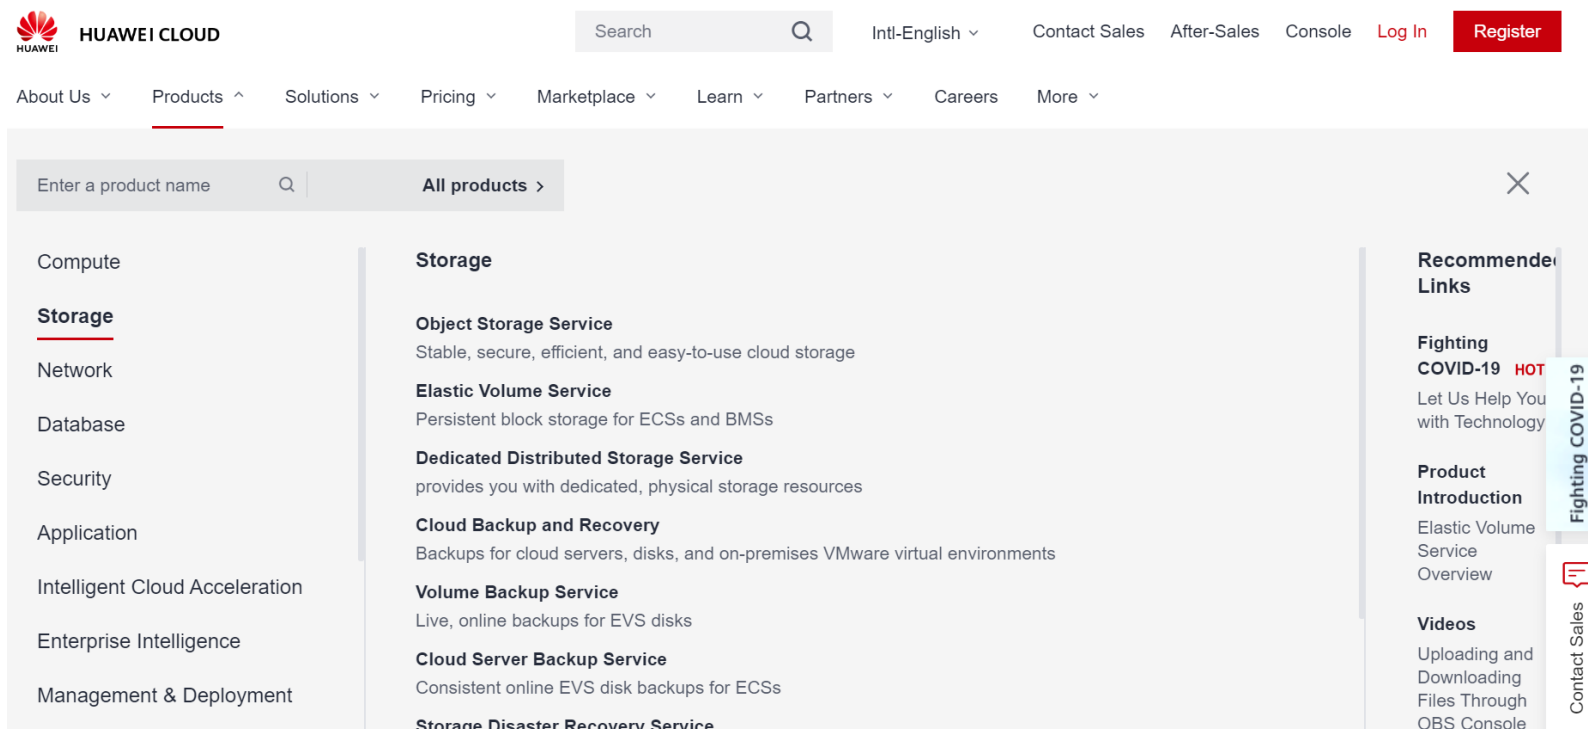 HUAWEI
HUAWEI CLOUD
Search
Intl-English
Contact Sales
After-Sales
Console
Log In
Register
About Us
Products
Solutions
Pricing
Marketplace
Learn
Partners
Careers
More
Enter a product name
All products
Compute
Storage
Network
Database
Security
Application
Intelligent Cloud Acceleration
Enterprise Intelligence
Management & Deployment
Storage
Object Storage Service
Stable, secure, efficient, and easy-to-use cloud storage
Elastic Volume Service
Persistent block storage for ECSs and BMSs
Dedicated Distributed Storage Service
provides you with dedicated, physical storage resources
Cloud Backup and Recovery
Backups for cloud servers, disks, and on-premises VMware virtual environments
Volume Backup Service
Live, online backups for EVS disks
Cloud Server Backup Service
Consistent online EVS disk backups for ECSs
Storage Disaster Recovery Service
Recommended
Links
Fighting
COVID-19 HOT
Let Us Help You
with Technology
Product
Introduction
Elastic Volume
Service
Overview
Videos
Uploading and
Downloading
Files Through
OBS Console
Fighting COVID-19
Contact Sales